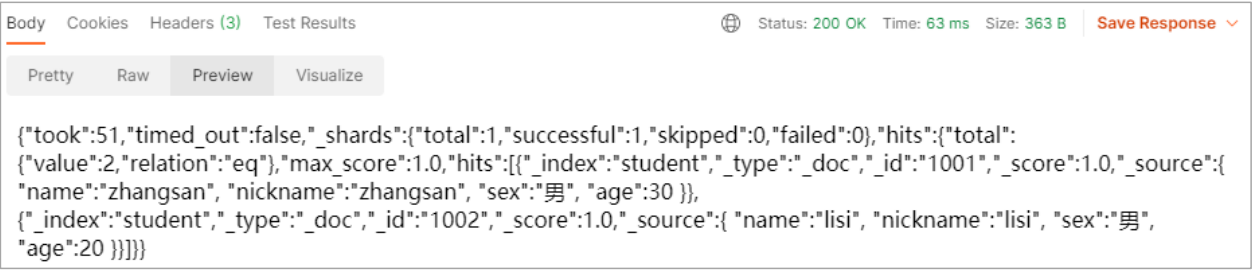 Body Cookies Headers (3) Test Results Status: 200 OK Time: 63 ms Size: 363 B Save Response
Pretty Raw Preview Visualize
{"took":51,"timed_out":false,"_shards":{"total":1,"successful":1,"skipped":0,"failed":0},"hits":{"total":
{"value":2,"relation":"eq"},"max_score":1.0,"hits":[{"_index":"student","_type":"_doc","_id":"1001","_score":1.0,"_source":{
"name":"zhangsan", "nickname":"zhangsan", "sex":"男", "age":30 }},
{"_index":"student","_type":"_doc","_id":"1002","_score":1.0,"_source":{ "name":"lisi", "nickname":"lisi", "sex":"男",
"age":20 }}]}}